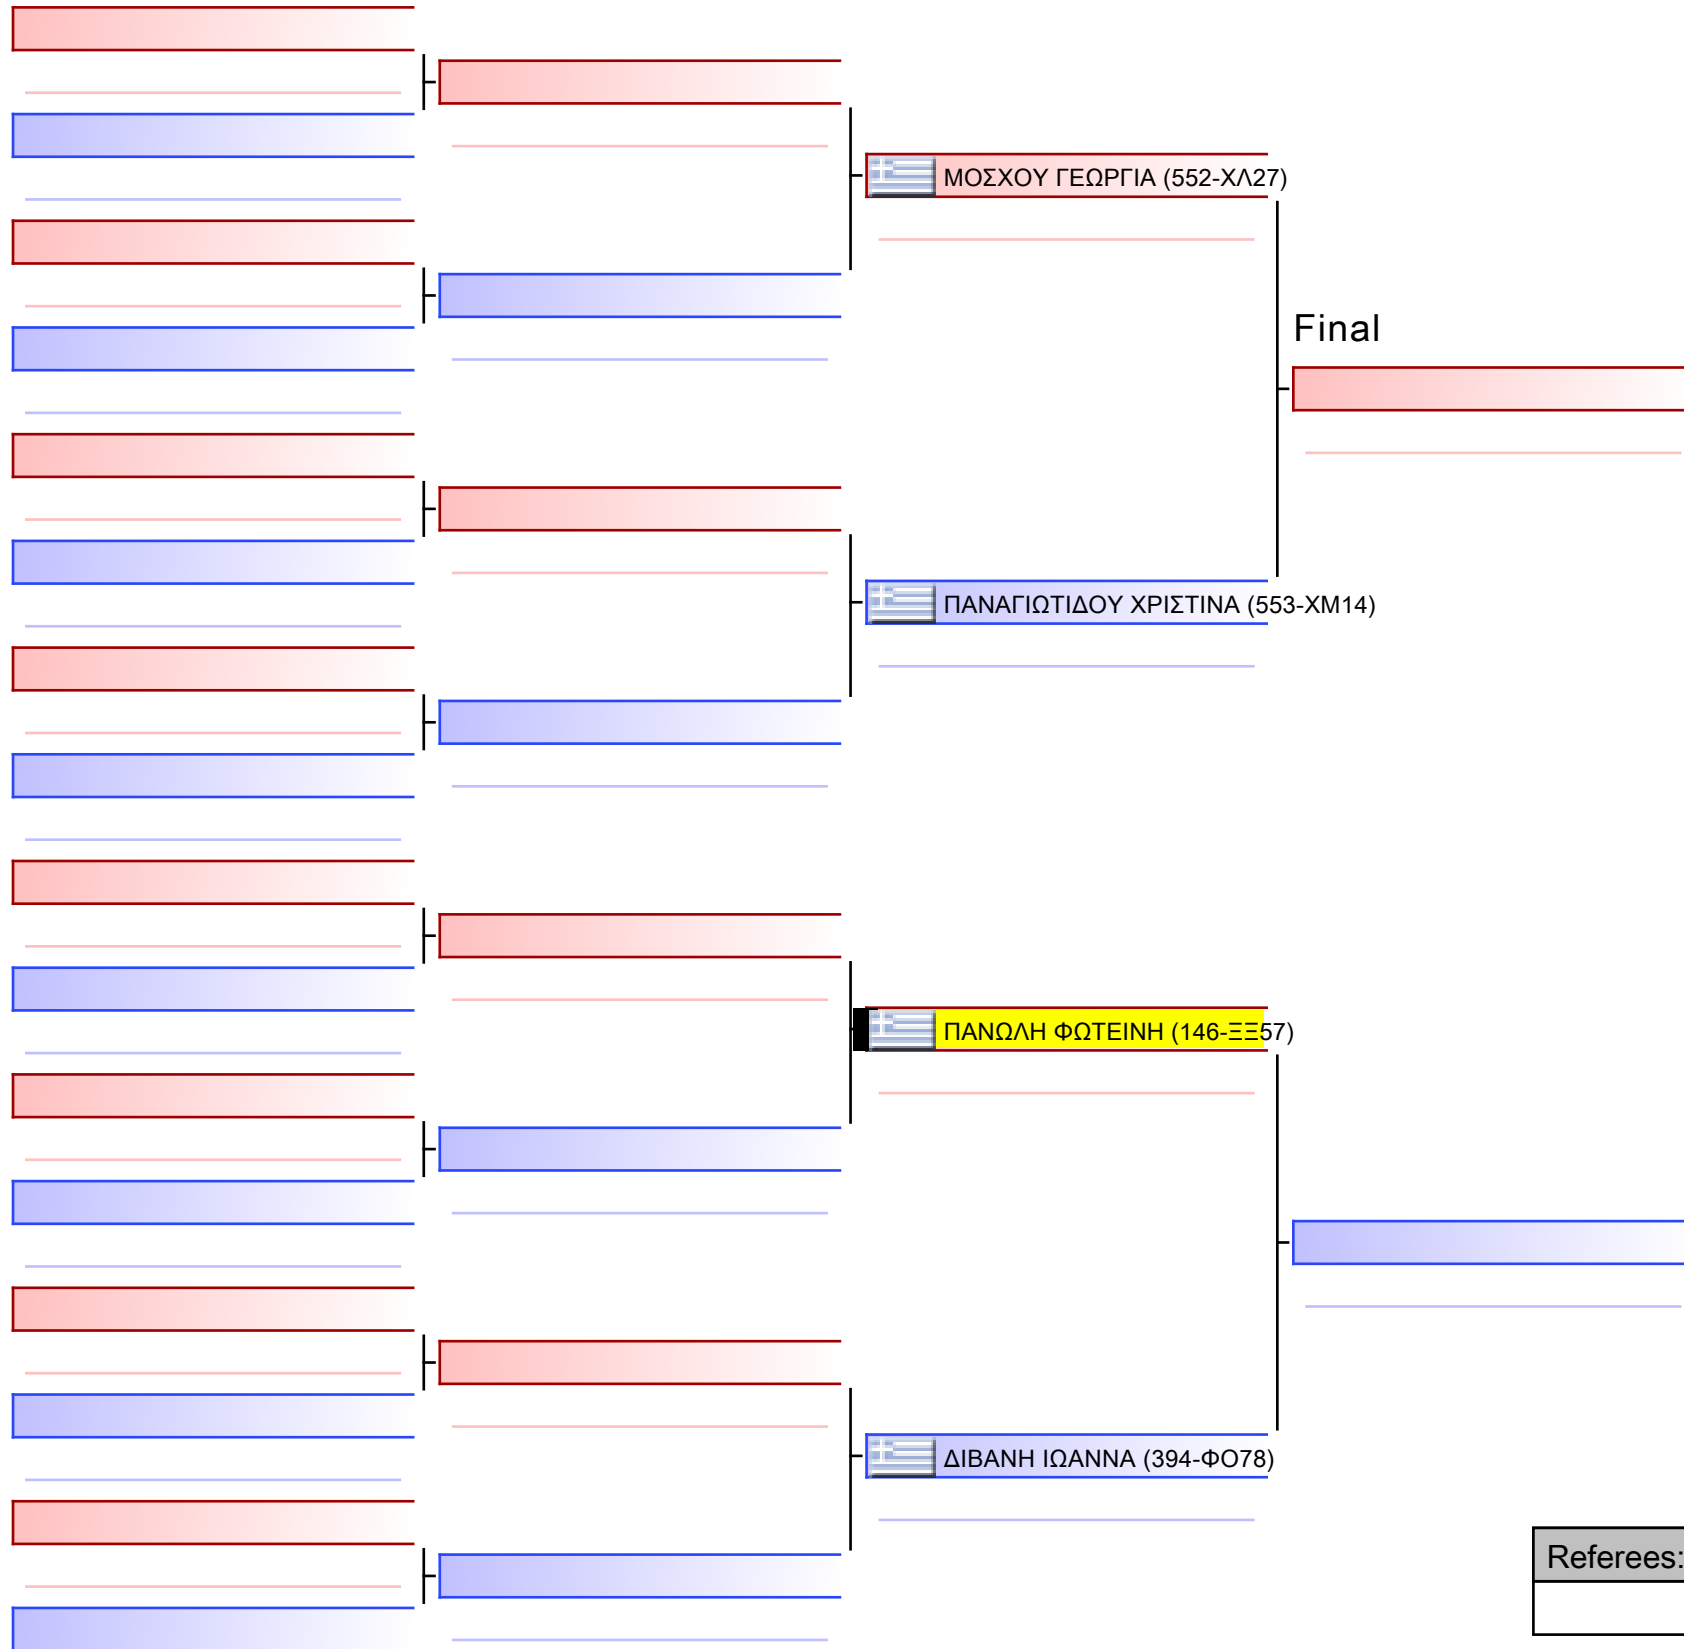 ΜΟΣΧΟΥ ΓΕΩΡΓΙΑ (552-ΧΛ27)
Final
ΠΑΝΑΓΙΩΤΙΔΟΥ ΧΡΙΣΤΙΝΑ (553-ΧΜ14)
ΠΑΝΩΛΗ ΦΩΤΕΙΝΗ (146-ΞΞ57)
ΔΙΒΑΝΗ ΙΩΑΝΝΑ (394-ΦΟ78)
Referees: